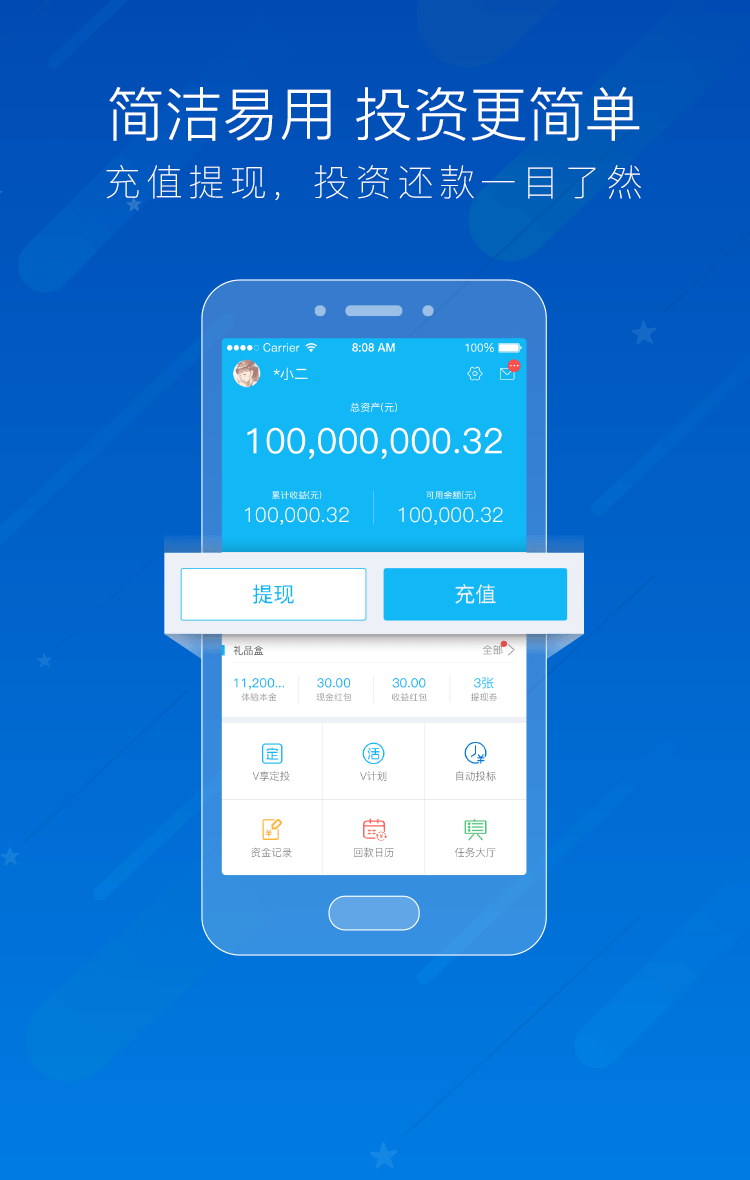 简洁易用 投资更简单
充值提现，投资还款一目了然
Carrier 8:08 AM 100%
*小二
总资产(元)
100,000,000.32
累计收益(元) 可用余额(元)
100,000.32 100,000.32
提现 充值
礼品盒 全部
11,200... 30.00 30.00 3张
体验本金 现金红包 收益红包 提现券
定 活
V享定投 V计划 自动投标
资金记录 回款日历 任务大厅